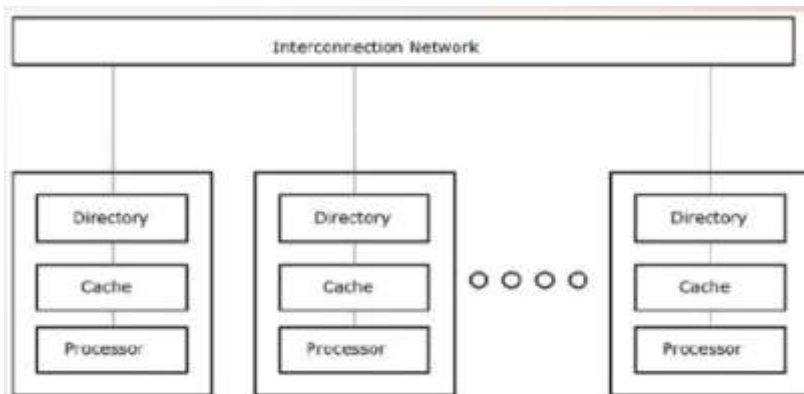 Interconnection Network
Directory
Directory
Directory
Cache
Cache
Cache
Processor
Processor
Processor